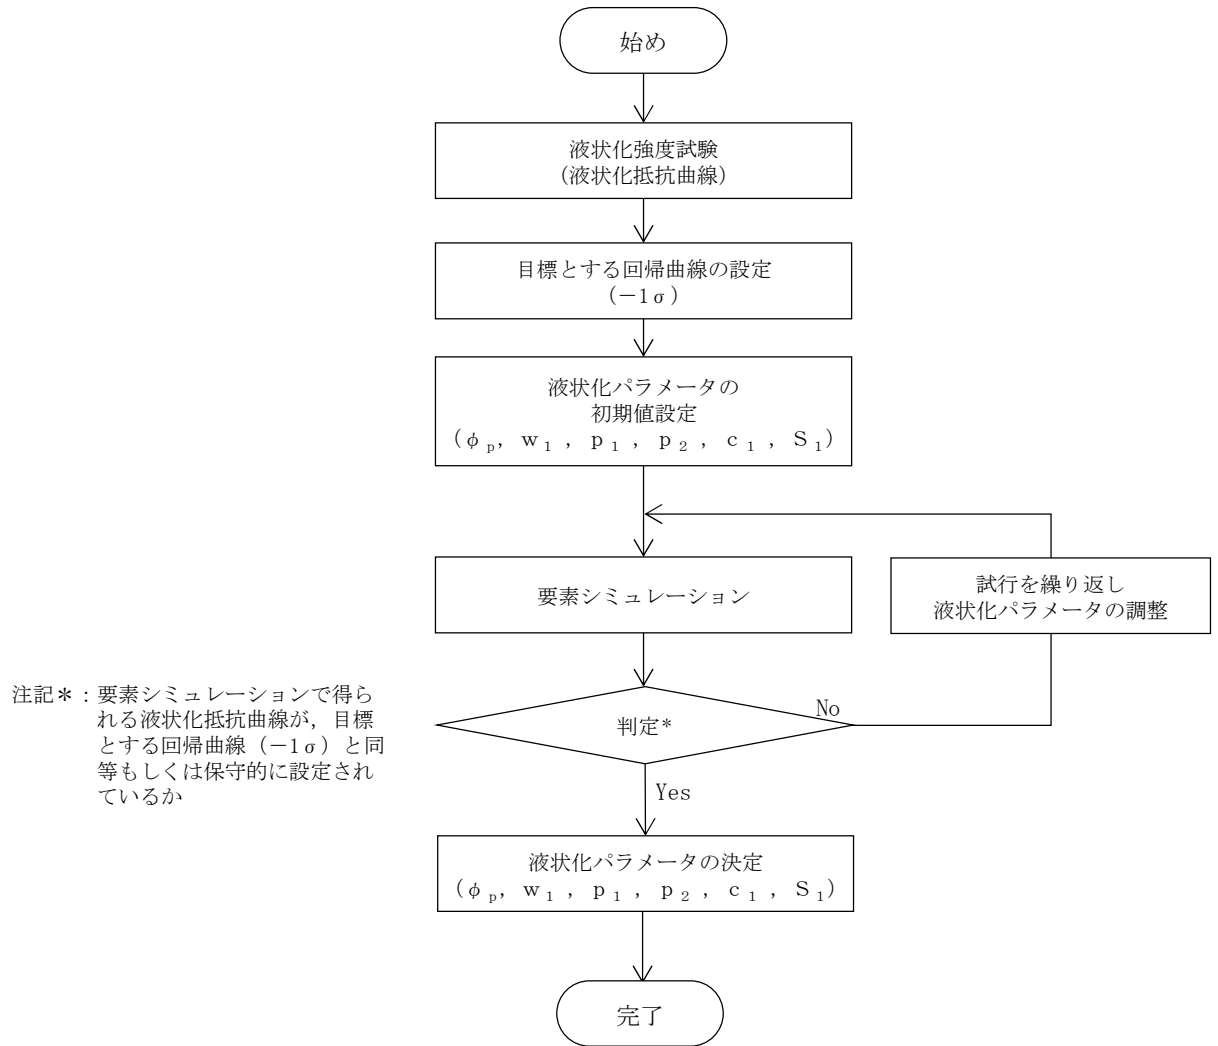 始め
液状化強度試験
(液状化抵抗曲線)
目標とする回帰曲線の設定
(－1σ)
液状化パラメータの
初期値設定
(φp, w1, p1, p2, c1, S1)
要素シミュレーション
試行を繰り返し
液状化パラメータの調整
判定*
No
注記＊：要素シミュレーションで得ら
れる液状化抵抗曲線が，目標
とする回帰曲線（－1σ）と同
等もしくは保守的に設定され
ているか
Yes
液状化パラメータの決定
(φp, w1, p1, p2, c1, S1)
完了